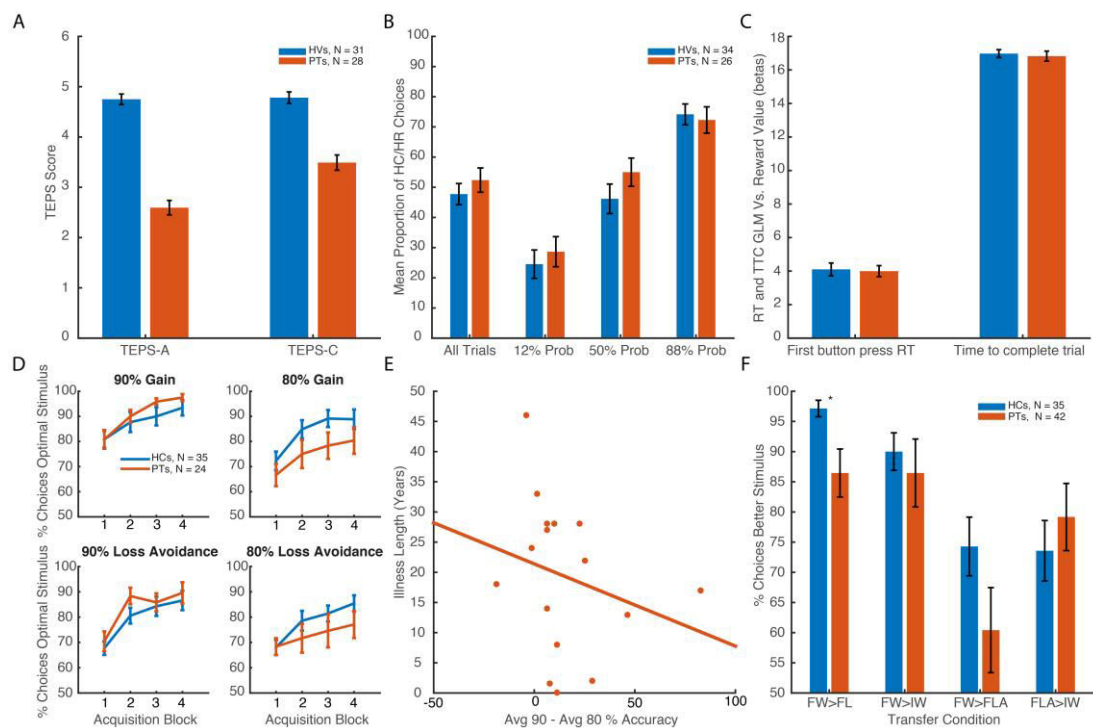 A
TEPS Score
6
5
4
3
2
1
0
HVs, N = 31
PTs, N = 28
TEPS-A
TEPS-C
B
Mean Proportion of HC/HR Choices
100
90
80
70
60
50
40
30
20
10
0
HVs, N = 34
PTs, N = 26
All Trials
12% Prob
50% Prob
88% Prob
C
RT and TTC GLM Vs. Reward Value (betas)
18
16
14
12
10
8
6
4
2
0
HVs, N = 31
PTs, N = 28
First button press RT
Time to complete trial
D
90% Gain
% Choices Optimal Stimulus
100
90
80
70
60
50
HCs, N = 35
PTs, N = 24
1 2 3 4
80% Gain
100
90
80
70
60
50
1 2 3 4
90% Loss Avoidance
% Choices Optimal Stimulus
100
90
80
70
60
50
1 2 3 4
Acquisition Block
80% Loss Avoidance
100
90
80
70
60
50
1 2 3 4
Acquisition Block
E
Illness Length (Years)
50
45
40
35
30
25
20
15
10
5
0
-50 0 50 100
Avg 90 - Avg 80 % Accuracy
F
% Choices Better Stimulus
100
95
90
85
80
75
70
65
60
55
50
*
HCs, N = 35
PTs, N = 42
FW>FL
FW>IW
FW>FLA
FLA>IW
Transfer Condition